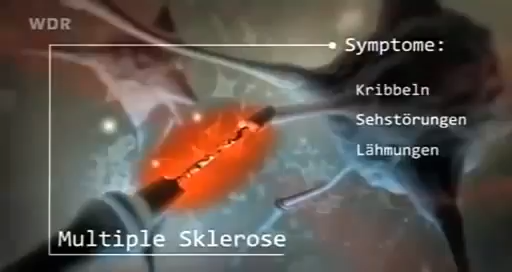 WDR
Symptome:
Kribbeln
Sehstörungen
Lähmungen
Multiple Sklerose